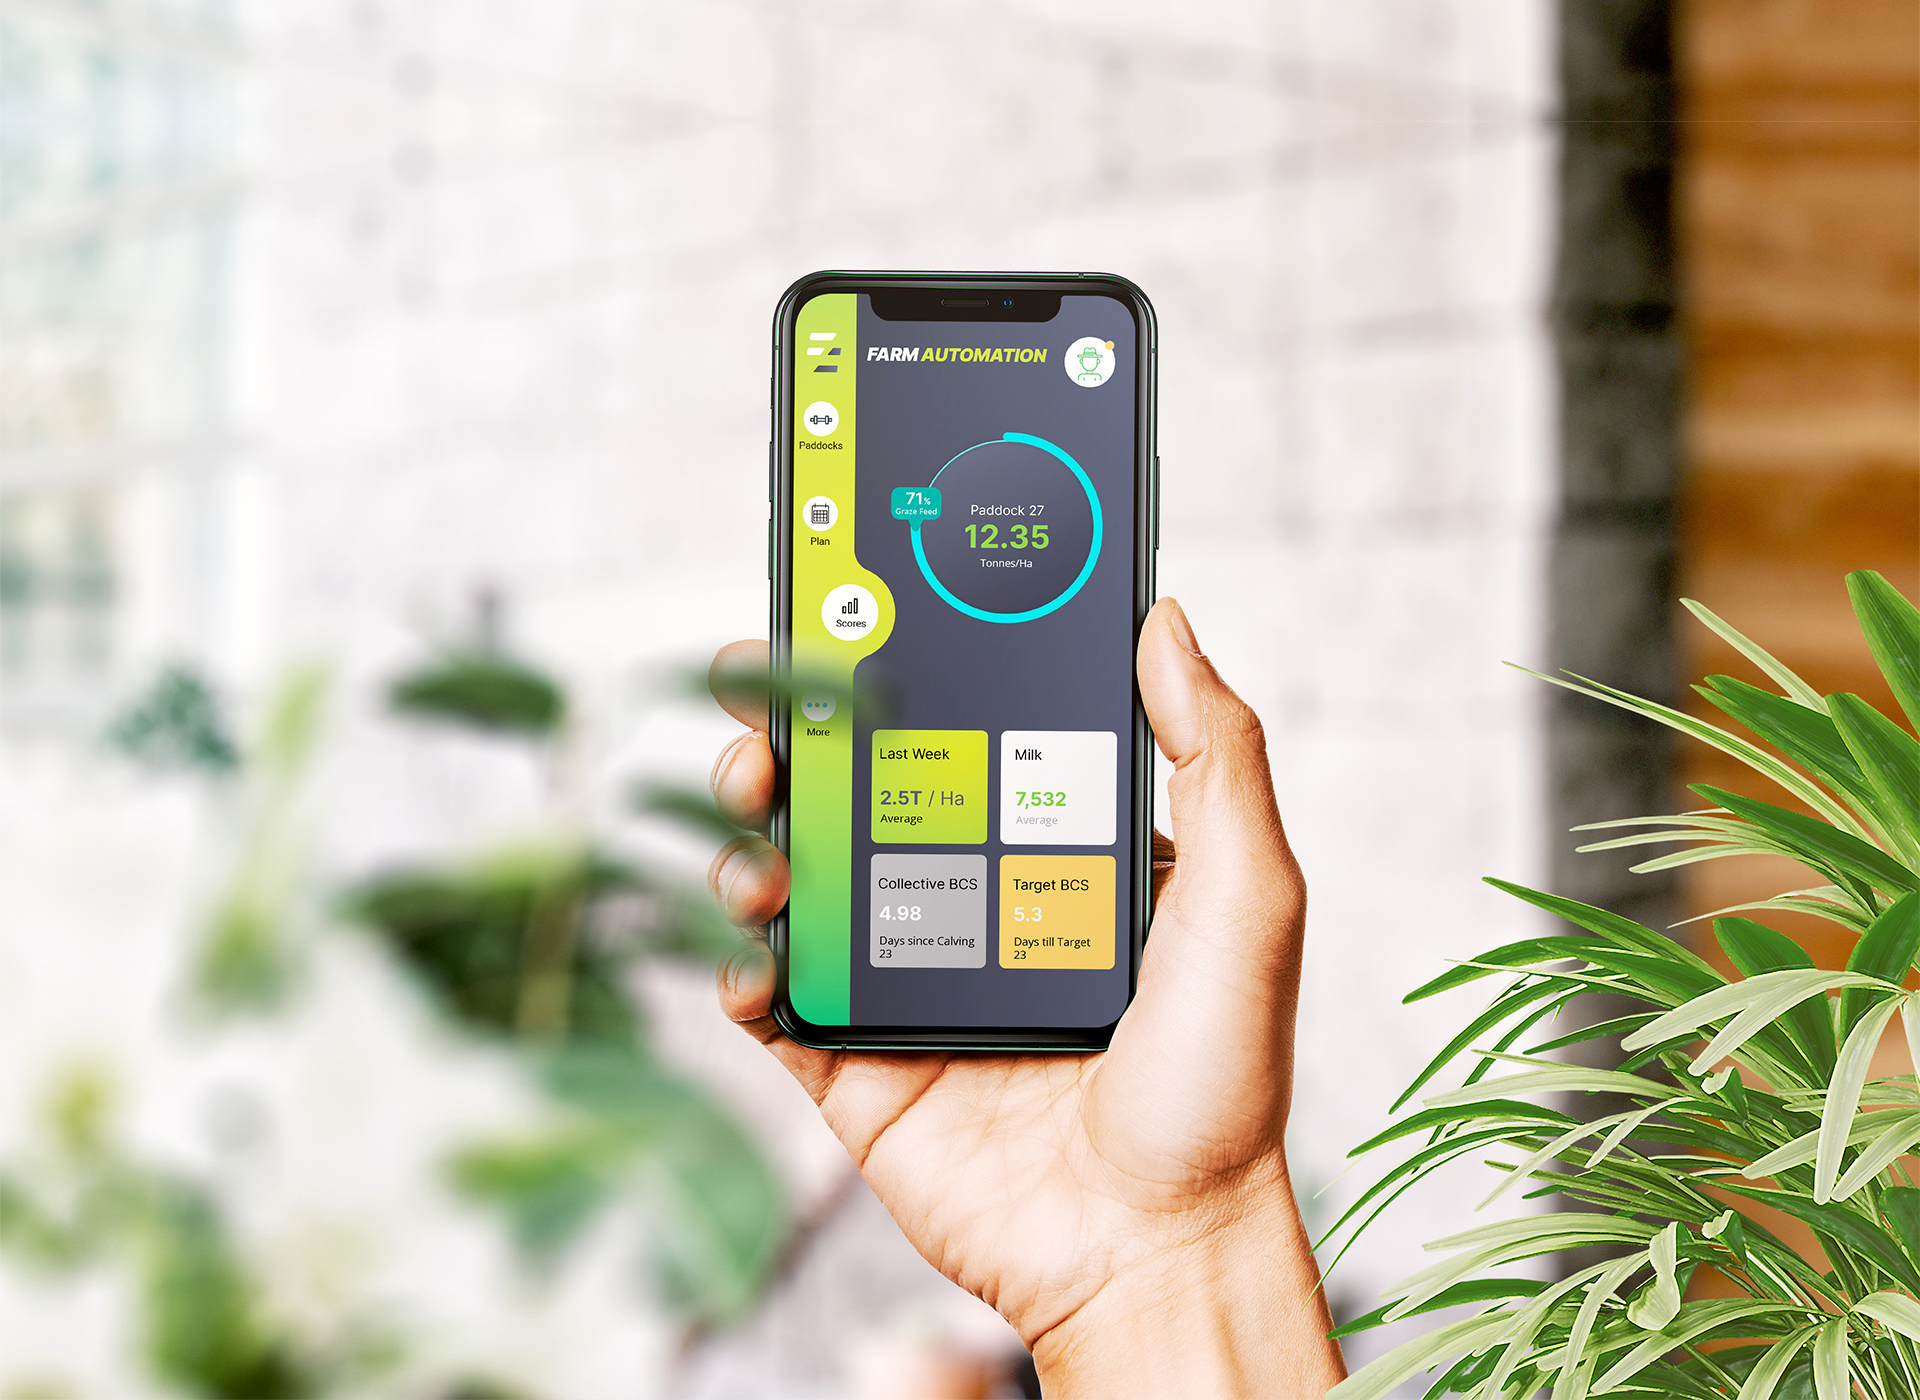 FARM AUTOMATION
Paddocks
Plan
Scores
More
71%
Graze Feed
Paddock 27
12.35
Tonnes/Ha
Last Week
2.5T / Ha
Average
Milk
7,532
Average
Collective BCS
4.98
Days since Calving
23
Target BCS
5.3
Days till Target
23